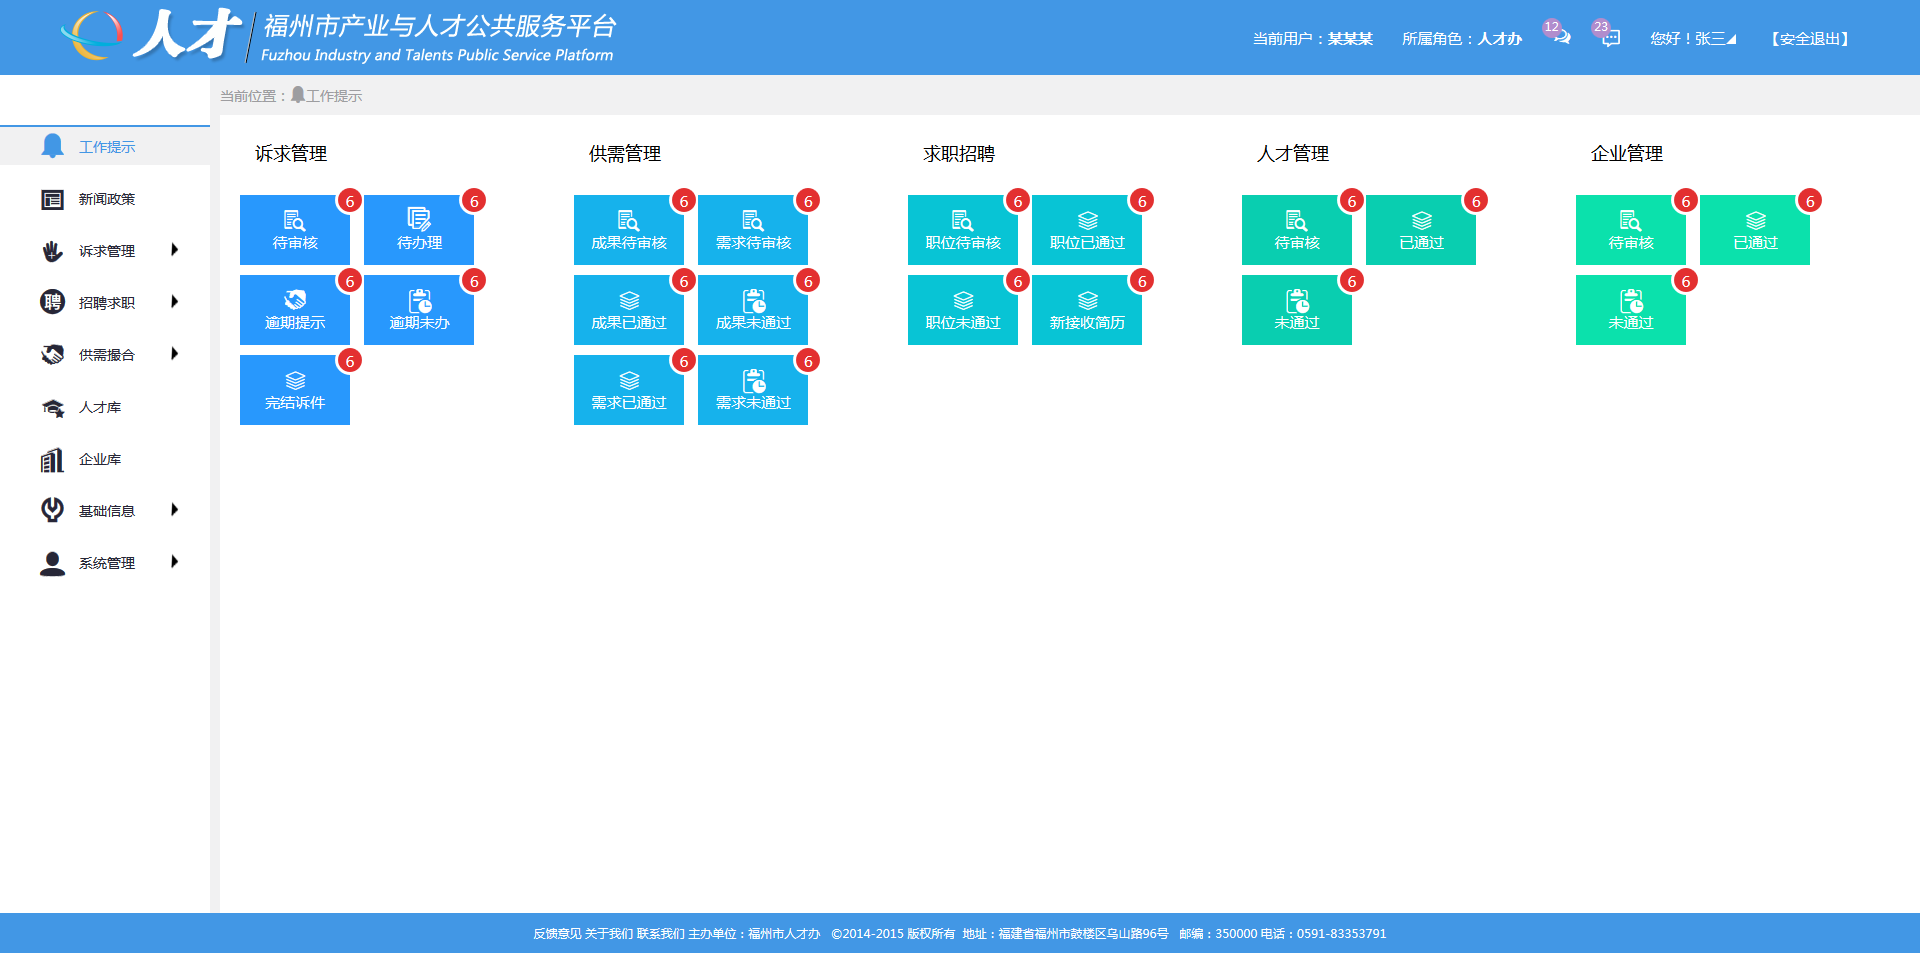 人才
福州市产业与人才公共服务平台
Fuzhou Industry and Talents Public Service Platform
当前用户：某某某 所属角色：人才办 12 23 您好！张三 【安全退出】
当前位置：工作提示
工作提示
新闻政策
诉求管理
聘 招聘求职
供需撮合
人才库
企业库
基础信息
系统管理
诉求管理
6 6
待审核 待办理
6 6
逾期提示 逾期未办
6
完结诉件
供需管理
6 6
成果待审核 需求待审核
6 6
成果已通过 成果未通过
6 6
需求已通过 需求未通过
求职招聘
6 6
职位待审核 职位已通过
6 6
职位未通过 新接收简历
人才管理
6 6
待审核 已通过
6
未通过
企业管理
6 6
待审核 已通过
6
未通过
反馈意见 关于我们 联系我们 主办单位：福州市人才办 ©2014-2015 版权所有 地址：福建省福州市鼓楼区乌山路96号 邮编：350000 电话：0591-83353791